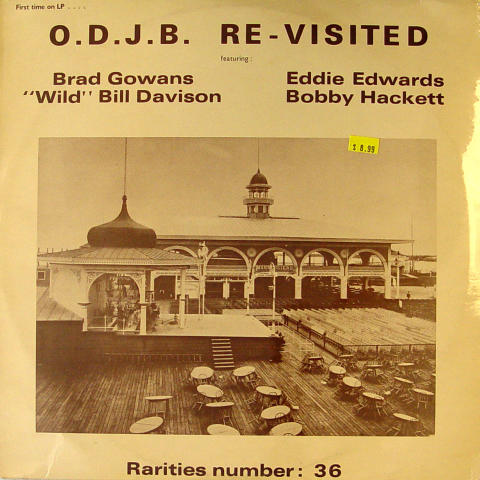 First time on LP . . . .
O.D.J.B. RE-VISITED
featuring :
Brad Gowans Eddie Edwards
"Wild" Bill Davison Bobby Hackett
$ 8.99
Rarities number: 36